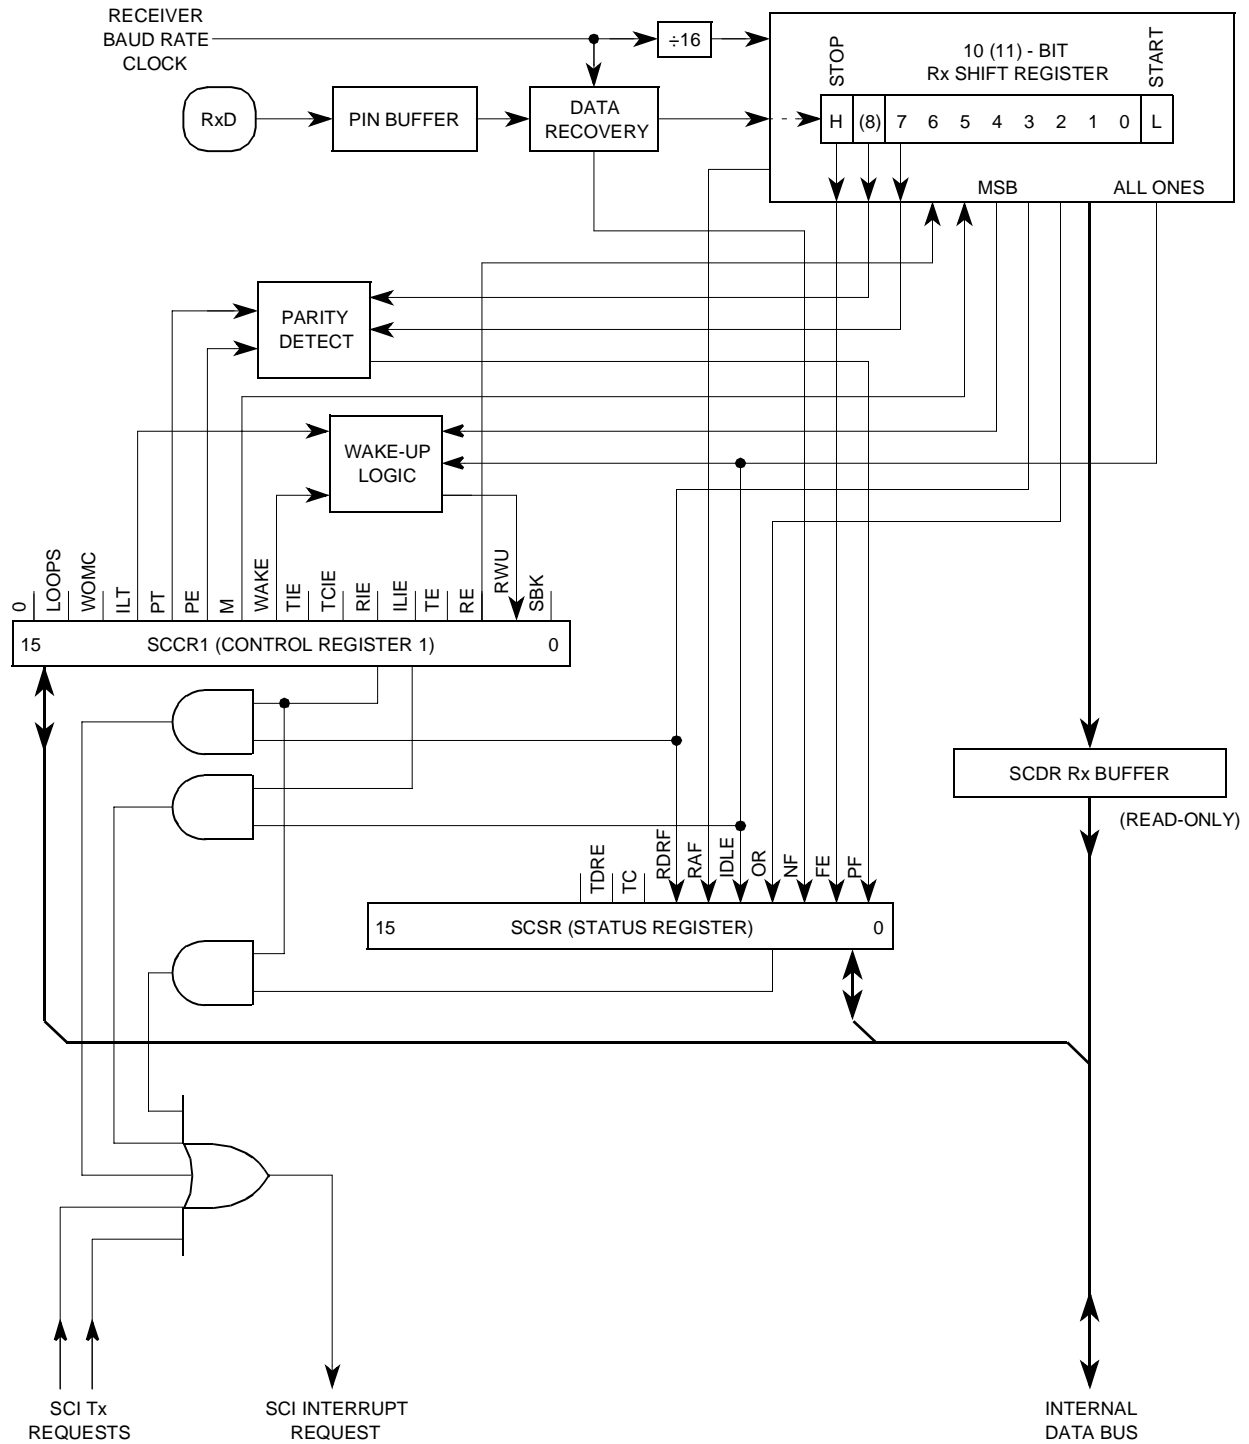 RECEIVER
BAUD RATE
CLOCK
÷16
10 (11) - BIT
Rx SHIFT REGISTER
STOP
START
RxD
PIN BUFFER
DATA
RECOVERY
H (8) 7 6 5 4 3 2 1 0 L
MSB
ALL ONES
PARITY
DETECT
WAKE-UP
LOGIC
0
LOOPS
WOMC
ILT
PT
PE
M
WAKE
TIE
TCIE
RIE
ILIE
TE
RE
RWU
SBK
15 SCCR1 (CONTROL REGISTER 1) 0
SCDR Rx BUFFER
(READ-ONLY)
TDRE
TC
RDRF
RAF
IDLE
OR
NF
FE
PF
15 SCSR (STATUS REGISTER) 0
SCI Tx
REQUESTS
SCI INTERRUPT
REQUEST
INTERNAL
DATA BUS